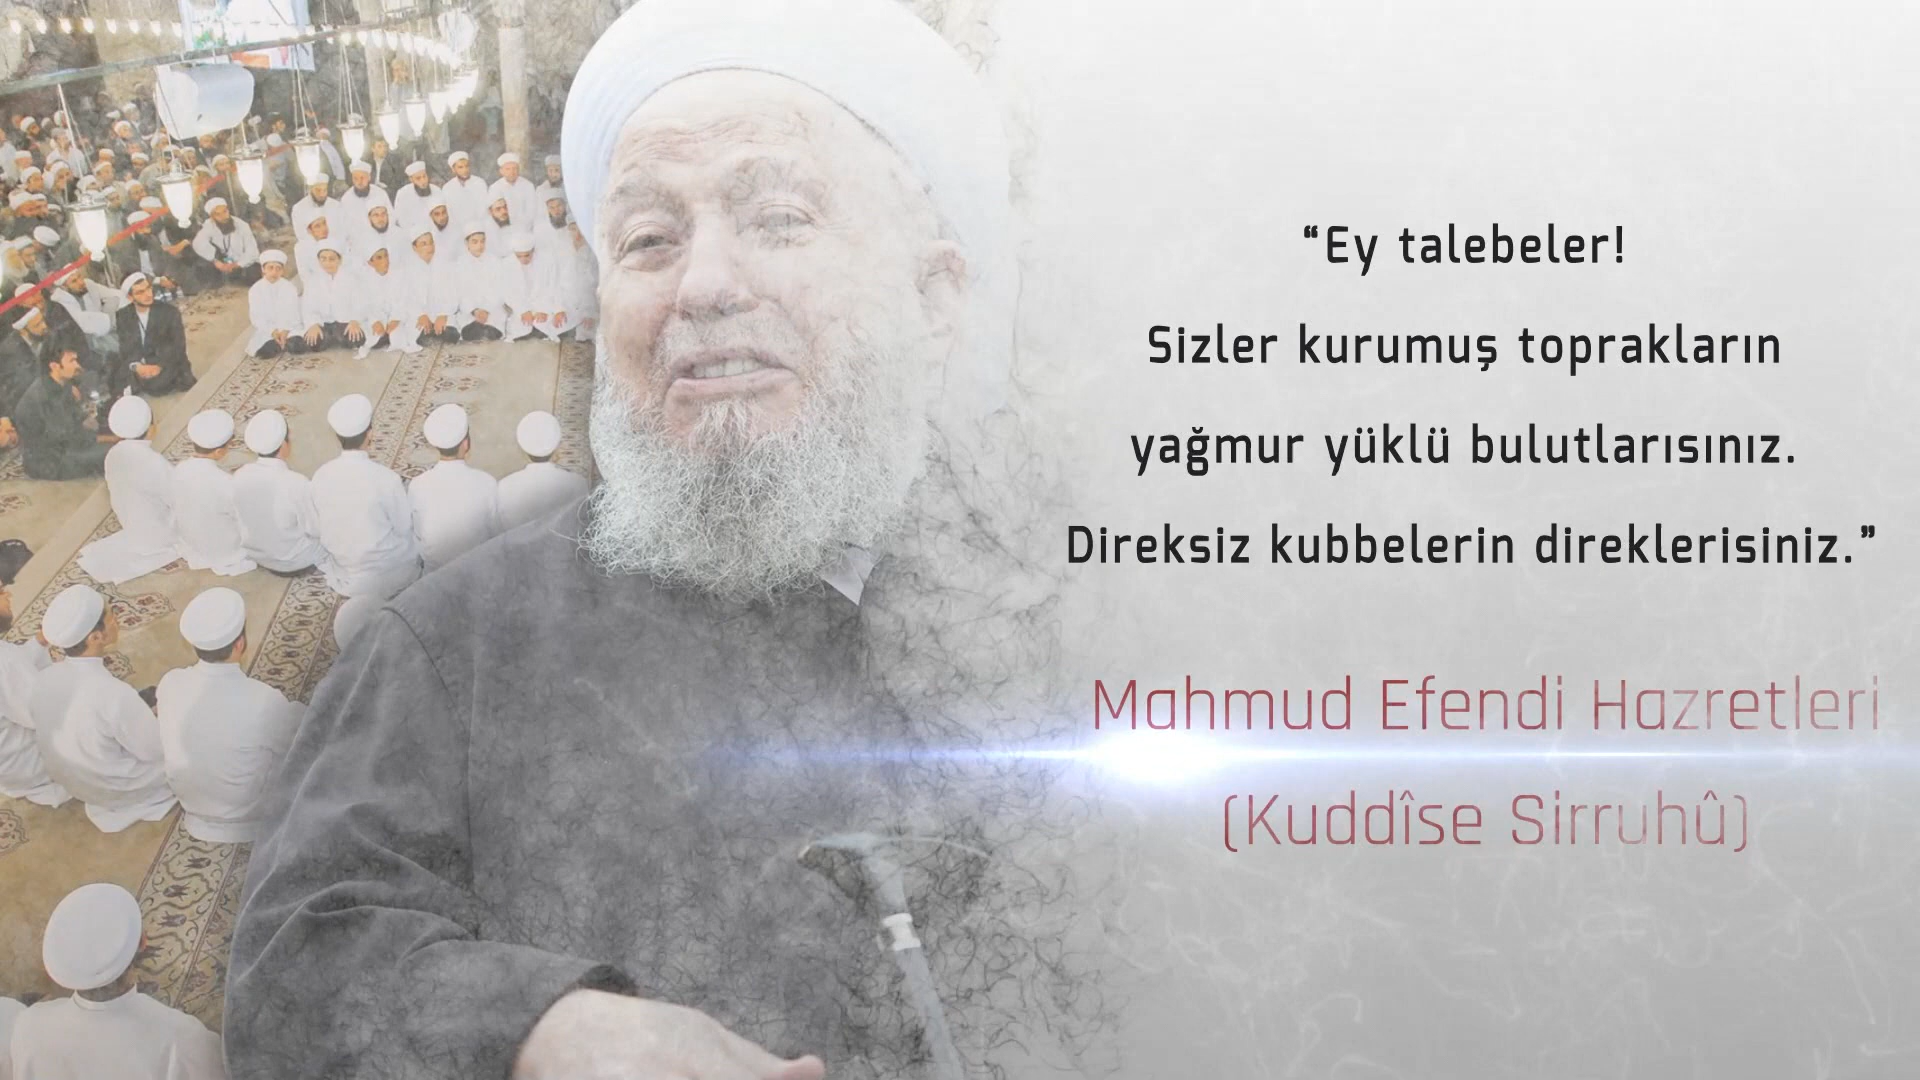 “Ey talebeler!
Sizler kurumuş toprakların
yağmur yüklü bulutlarısınız.
Direksiz kubbelerin direklerisiniz.”
Mahmud Efendi Hazretleri
(Kuddîse Sirruhû)